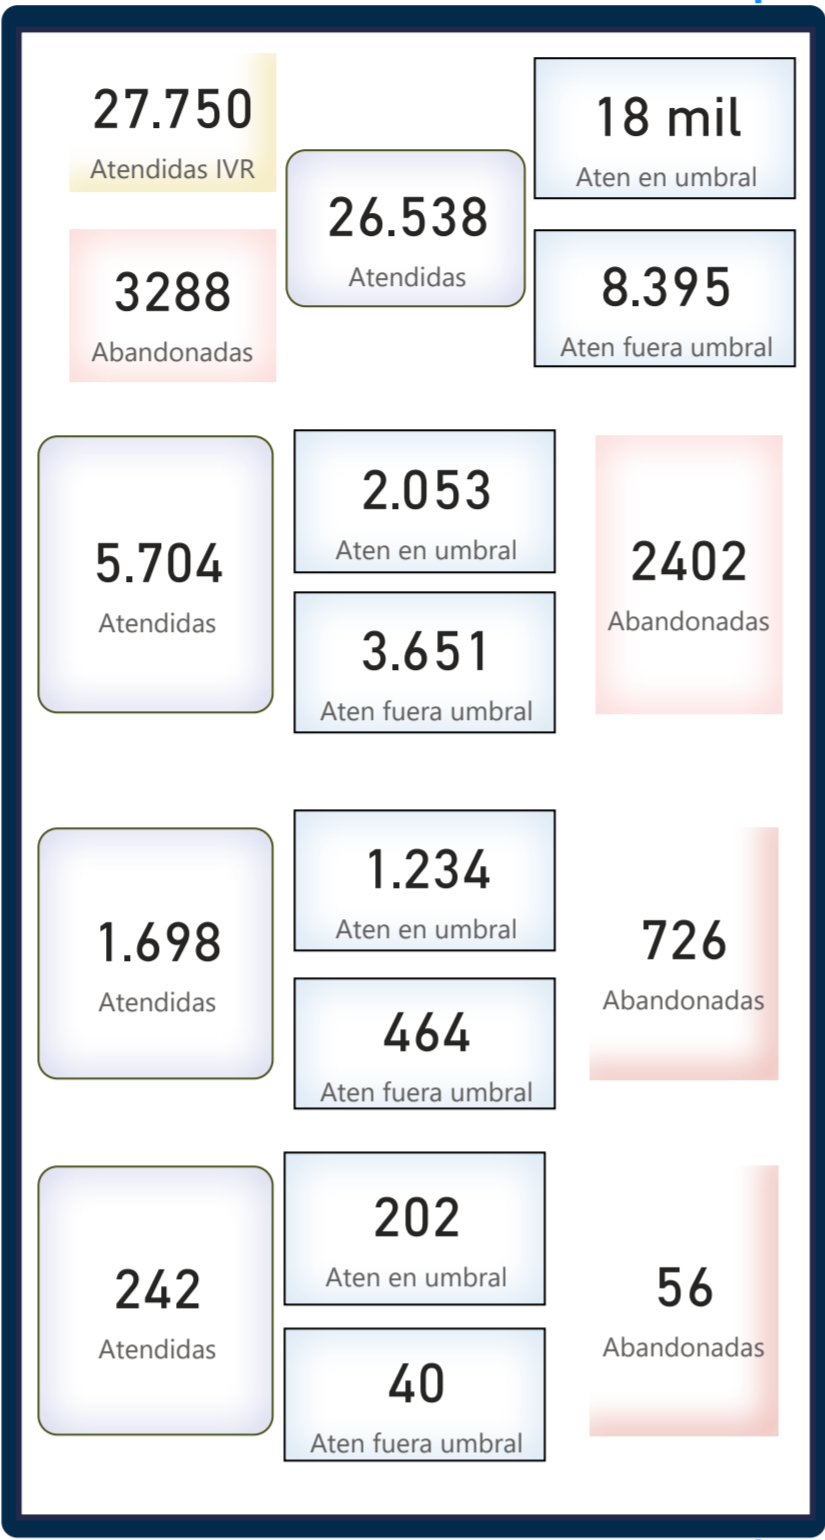 27.750
Atendidas IVR
3288
Abandonadas
26.538
Atendidas
18 mil
Aten en umbral
8.395
Aten fuera umbral
5.704
Atendidas
2.053
Aten en umbral
3.651
Aten fuera umbral
2402
Abandonadas
1.698
Atendidas
1.234
Aten en umbral
464
Aten fuera umbral
726
Abandonadas
242
Atendidas
202
Aten en umbral
40
Aten fuera umbral
56
Abandonadas